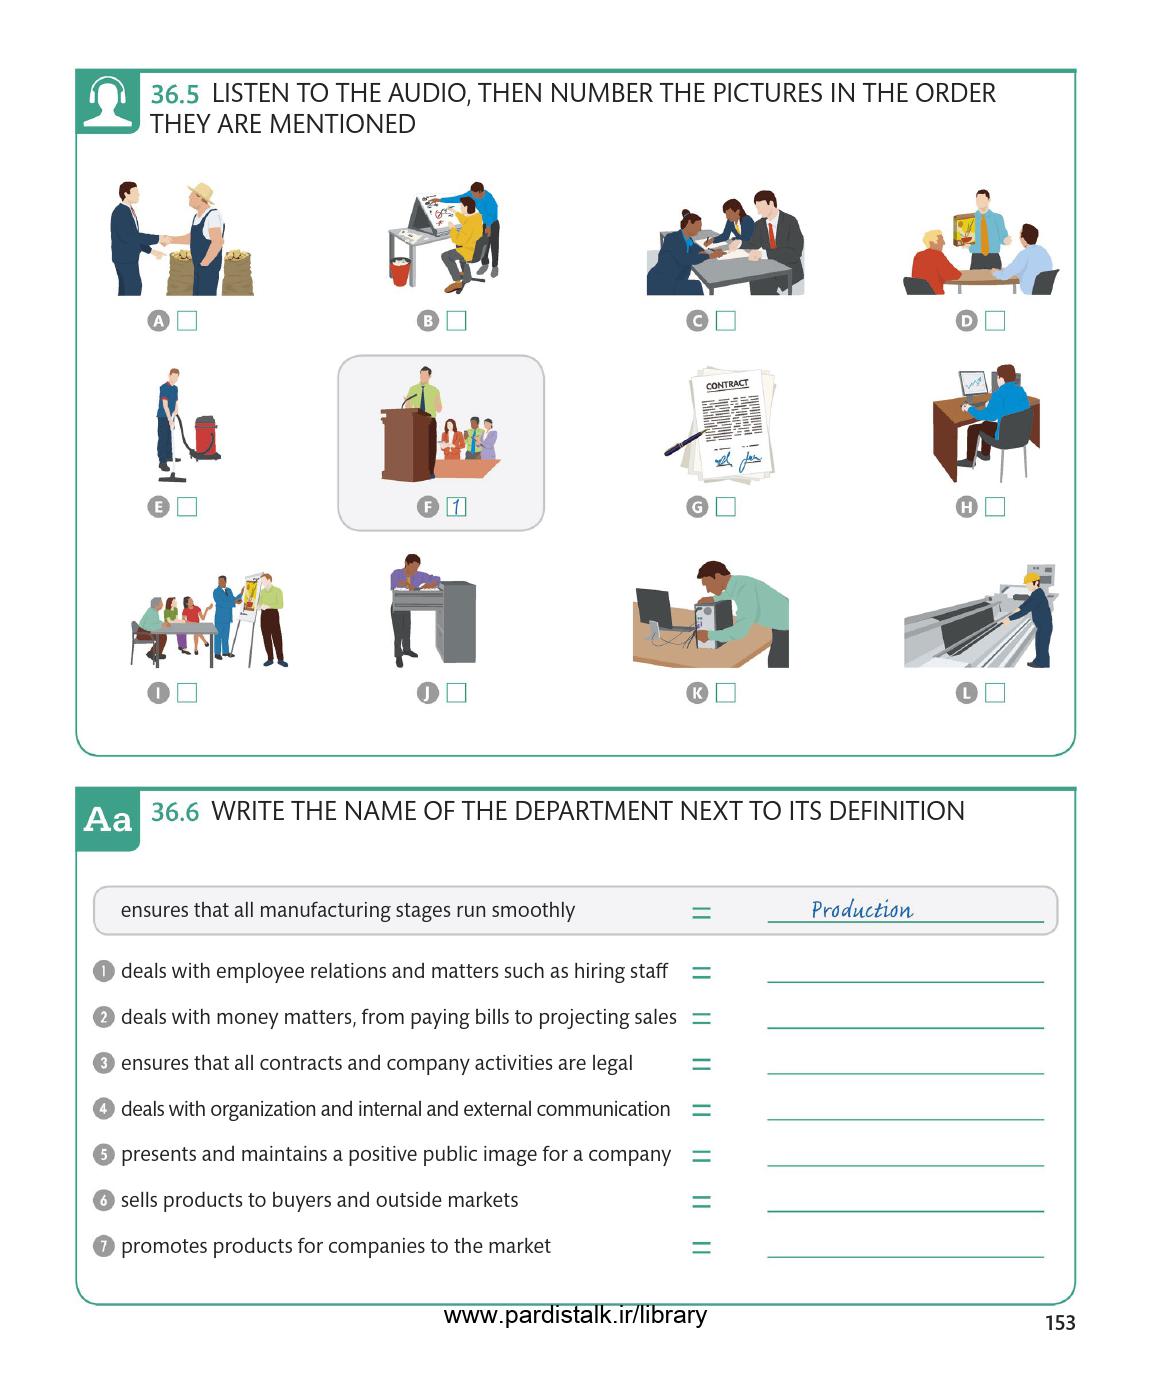 36.5 LISTEN TO THE AUDIO, THEN NUMBER THE PICTURES IN THE ORDER
THEY ARE MENTIONED
A
B
C
D
CONTRACT
E
F 1
G
H
I
J
K
L
Aa 36.6 WRITE THE NAME OF THE DEPARTMENT NEXT TO ITS DEFINITION
ensures that all manufacturing stages run smoothly = Production
1 deals with employee relations and matters such as hiring staff =
2 deals with money matters, from paying bills to projecting sales =
3 ensures that all contracts and company activities are legal =
4 deals with organization and internal and external communication =
5 presents and maintains a positive public image for a company =
6 sells products to buyers and outside markets =
7 promotes products for companies to the market =
www.pardistalk.ir/library
153